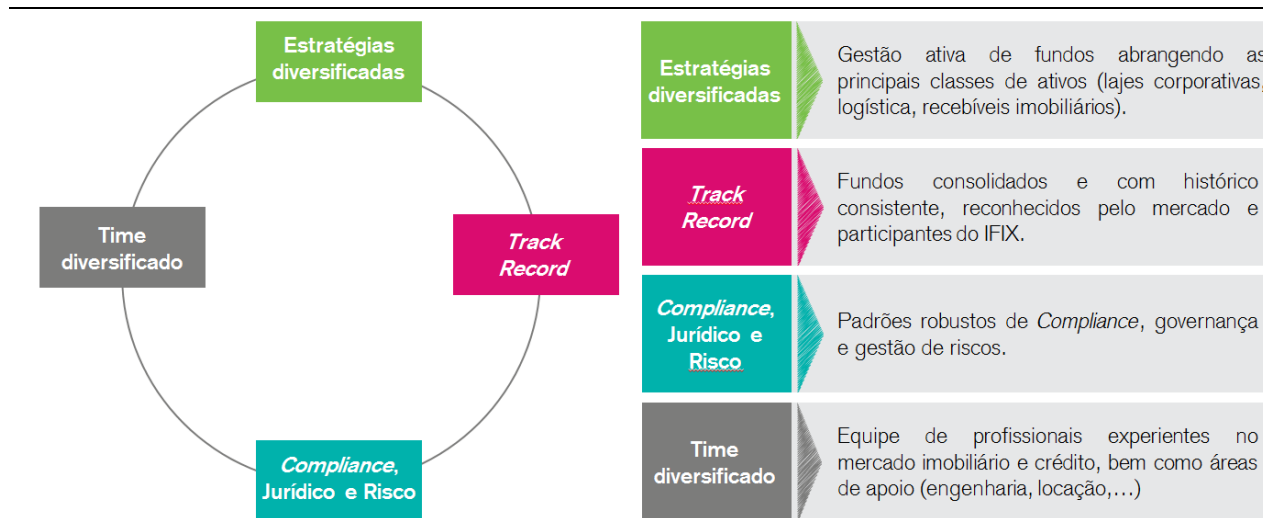 Estratégias
diversificadas
Time
diversificado
Track
Record
Compliance,
Jurídico e Risco
Estratégias
diversificadas
Gestão ativa de fundos abrangendo as
principais classes de ativos (lajes corporativas,
logística, recebíveis imobiliários).
Track
Record
Fundos consolidados e com histórico
consistente, reconhecidos pelo mercado e
participantes do IFIX.
Compliance,
Jurídico e
Risco
Padrões robustos de Compliance, governança
e gestão de riscos.
Time
diversificado
Equipe de profissionais experientes no
mercado imobiliário e crédito, bem como áreas
de apoio (engenharia, locação,...)